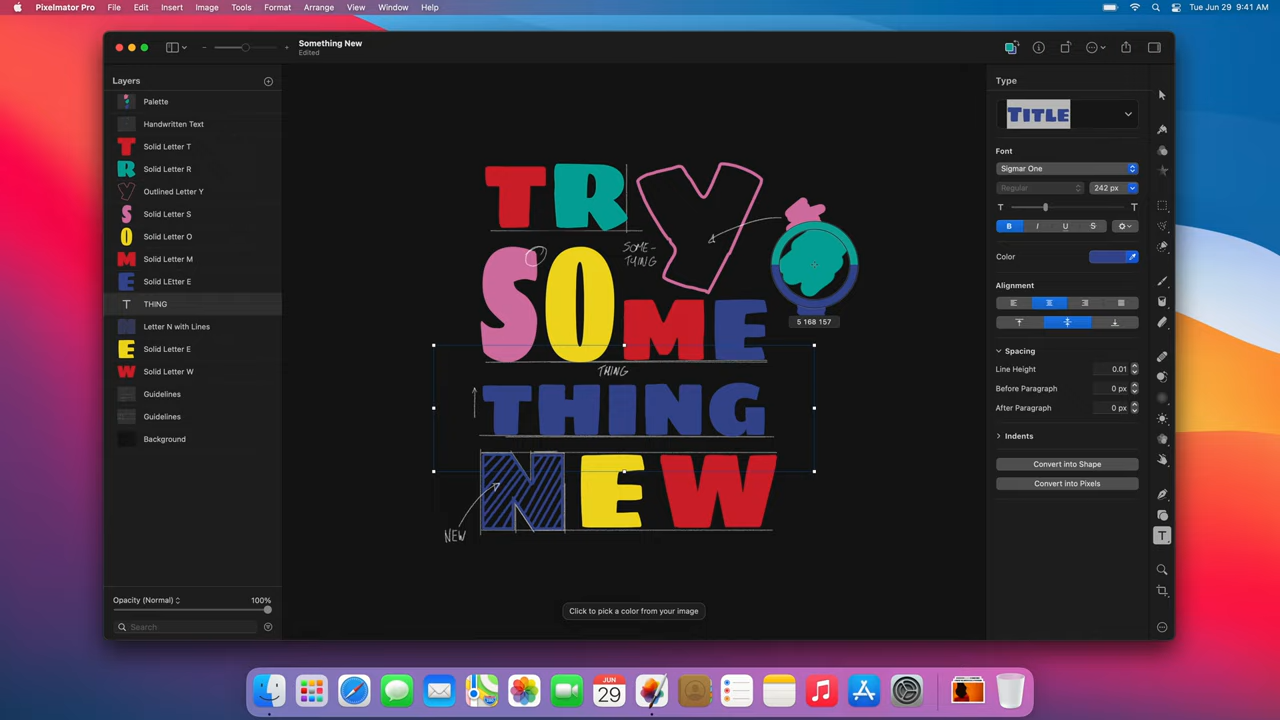 Pixelmator Pro File Edit Insert Image Tools Format Arrange View Window Help
Tue Jun 29 9:41 AM
Something New
Edited
Layers
Palette
Handwritten Text
Solid Letter T
Solid Letter R
Outlined Letter Y
Solid Letter S
Solid Letter O
Solid Letter M
Solid LEtter E
T THING
Letter N with Lines
Solid Letter E
Solid Letter W
Guidelines
Guidelines
Background
Opacity (Normal) 100%
Search
TRY
SOME-
THING
SOME
THING
THING
NEW
NEW
5 168 157
Click to pick a color from your image
Type
TITLE
Font
Sigmar One
Regular 242 px
T T
B I U S
Color
Alignment
Spacing
Line Height 0.01
Before Paragraph 0 px
After Paragraph 0 px
Indents
Convert into Shape
Convert into Pixels
T
JUN
29